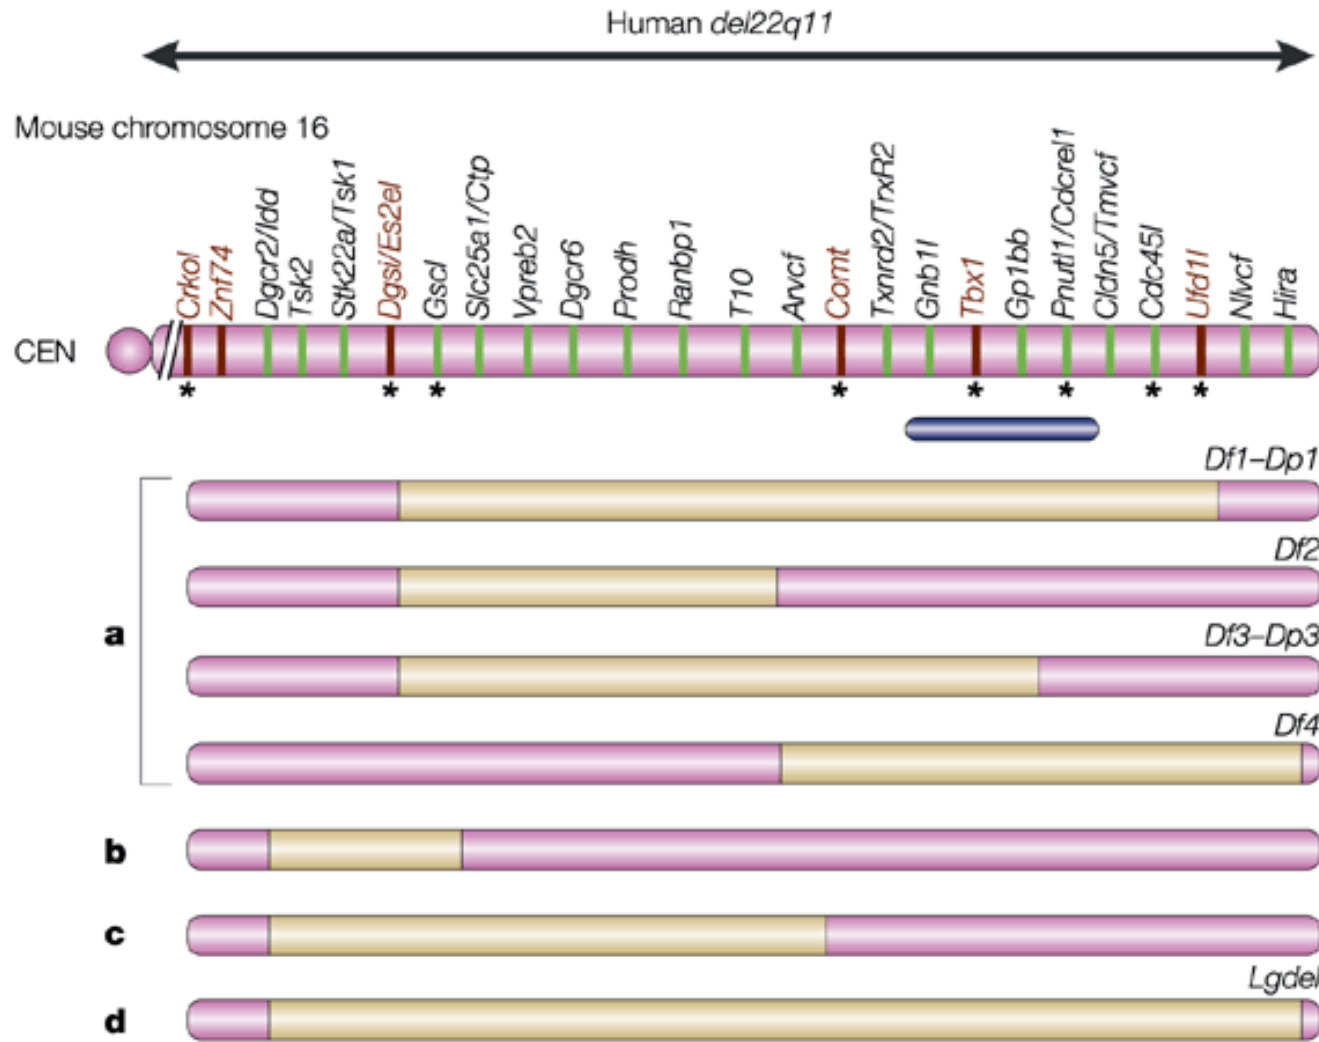 Human del22q11
Mouse chromosome 16
Crkol
Znf74
Dgcr2/Idd
Tsk2
Stk22a/Tsk1
Dgsi/Es2el
Gscl
Slc25a1/Ctp
Vpreb2
Dgcr6
Prodh
Ranbp1
T10
Arvcf
Comt
Txnrd2/TrxR2
Gnb1l
Tbx1
Gp1bb
Pnutl1/Cdcrel1
Cldn5/Tmvcf
Cdc45l
Ufd1l
Nlvcf
Hira
CEN
* * * * * * * *
Df1–Dp1
Df2
a
Df3–Dp3
Df4
b
c
Lgdel
d